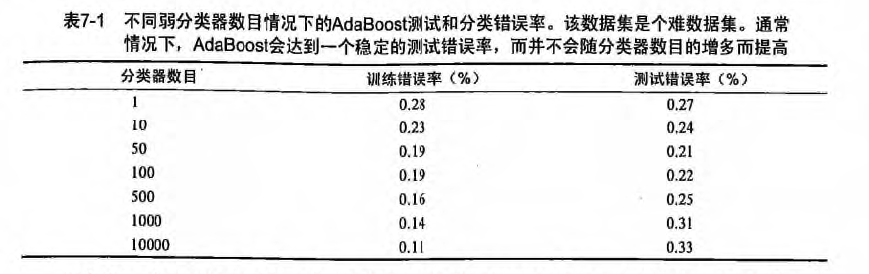 表7-1 不同弱分类器数目情况下的AdaBoost测试和分类错误率。该数据集是个难数据集。通常
情况下，AdaBoost会达到一个稳定的测试错误率，而并不会随分类器数目的增多而提高
分类器数目 训练错误率（%） 测试错误率（%）
1 0.28 0.27
10 0.23 0.24
50 0.19 0.21
100 0.19 0.22
500 0.16 0.25
1000 0.14 0.31
10000 0.11 0.33